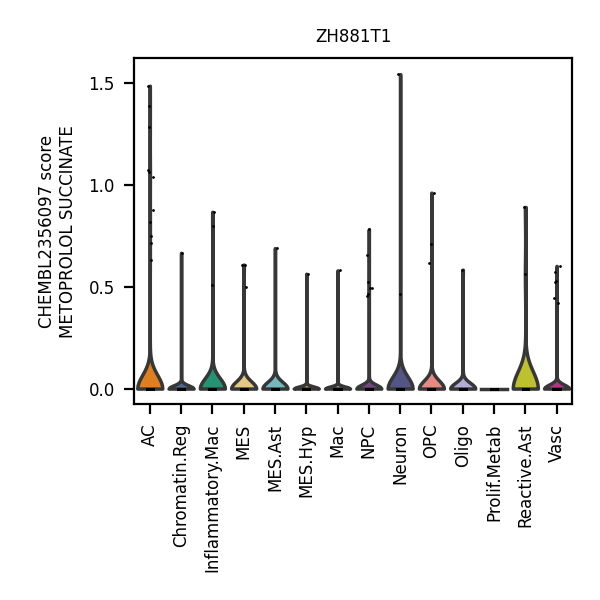 ZH881T1
CHEMBL2356097 score
METOPROLOL SUCCINATE
1.5
1.0
0.5
0.0
AC
Chromatin.Reg
Inflammatory.Mac
MES
MES.Ast
MES.Hyp
Mac
NPC
Neuron
OPC
Oligo
Prolif.Metab
Reactive.Ast
Vasc